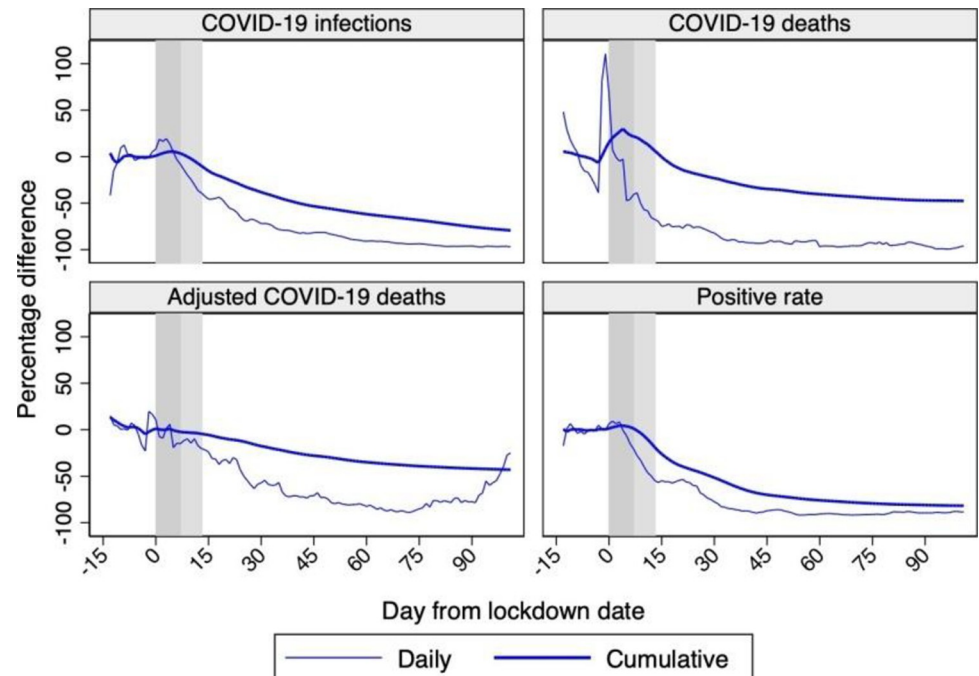 COVID-19 infections
COVID-19 deaths
100
50
0
-50
-100
Adjusted COVID-19 deaths
Positive rate
100
50
0
-50
-100
Percentage difference
-15 0 15 30 45 60 75 90
-15 0 15 30 45 60 75 90
Day from lockdown date
Daily Cumulative